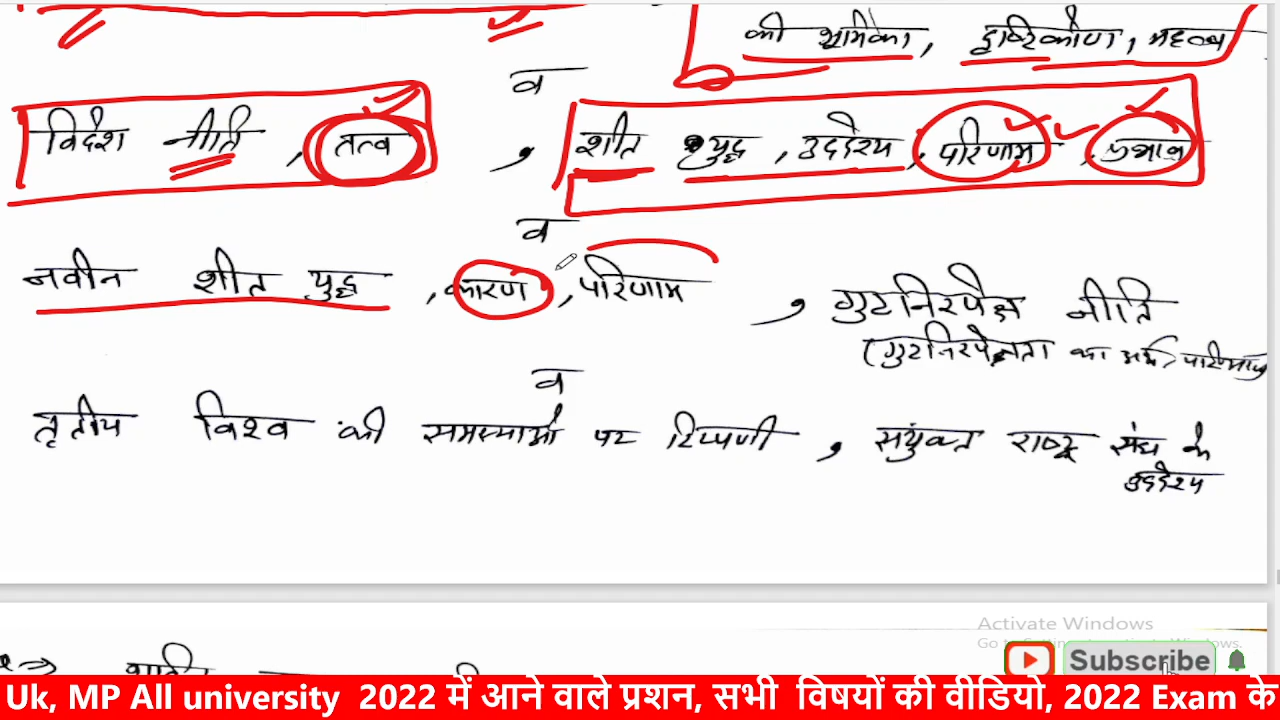 की भूमिका, दृष्टिकोण, महत्व
व
विदेश नीति, तत्व, शीत युद्ध, उद्देश्य, परिणाम, प्रभाव
व
नवीन शीत युद्ध, कारण, परिणाम, गुटनिरपेक्ष नीति
(गुटनिरपेक्षता का अर्थ,
व
तृतीय विश्व की समस्याओं पर टिप्पणी, संयुक्त राष्ट्र संघ के
उद्देश्य
Activate Windows
Subscribe
Uk, MP All university 2022 में आने वाले प्रशन, सभी विषयों की वीडियो, 2022 Exam के